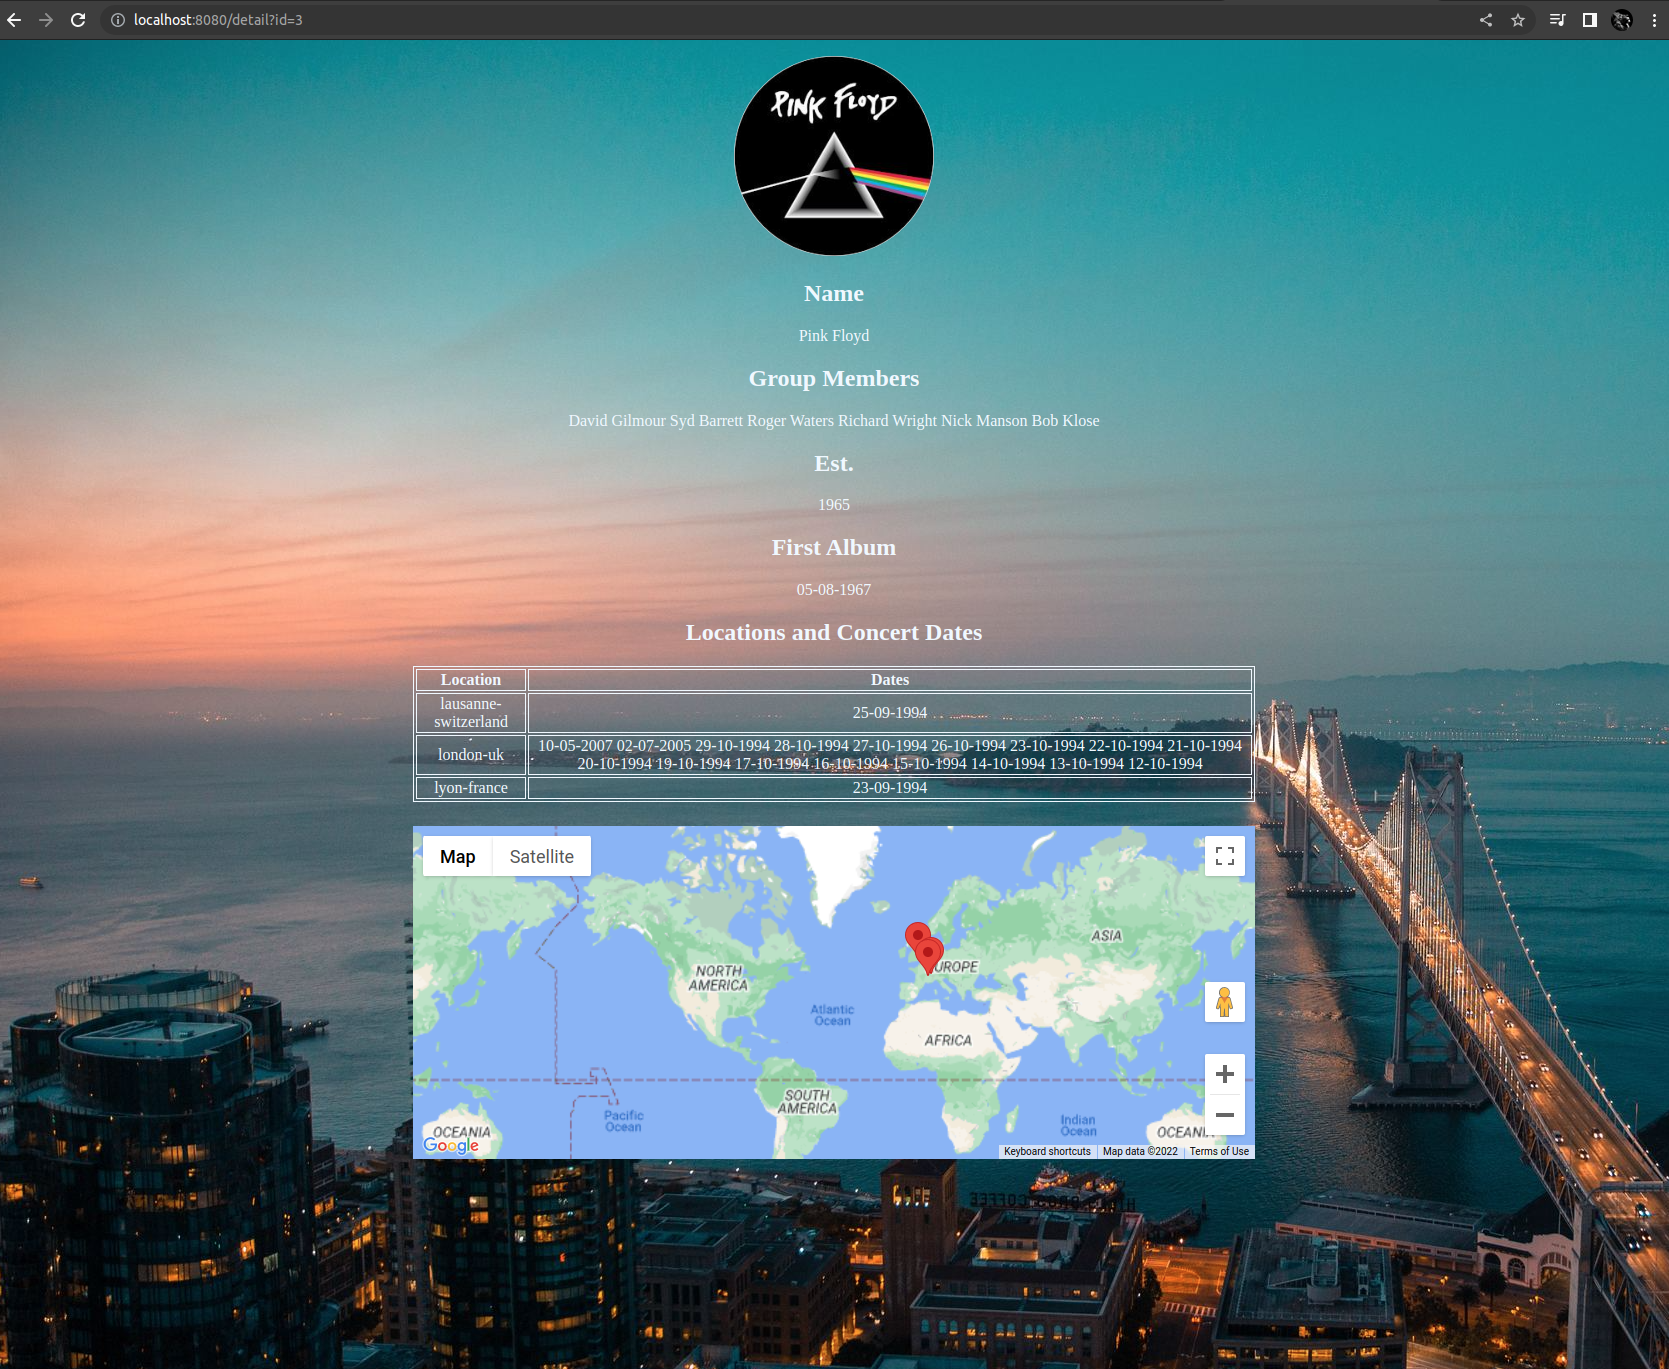 localhost:8080/detail?id=3
PINK FLOYD
Name
Pink Floyd
Group Members
David Gilmour Syd Barrett Roger Waters Richard Wright Nick Manson Bob Klose
Est.
1965
First Album
05-08-1967
Locations and Concert Dates
Location Dates
lausanne-
switzerland
25-09-1994
london-uk
10-05-2007 02-07-2005 29-10-1994 28-10-1994 27-10-1994 26-10-1994 23-10-1994 22-10-1994 21-10-1994
20-10-1994 19-10-1994 17-10-1994 16-10-1994 15-10-1994 14-10-1994 13-10-1994 12-10-1994
lyon-france 23-09-1994
Map Satellite
ASIA
NORTH
AMERICA
UROPE
Atlantic
Ocean
AFRICA
SOUTH
AMERICA
Pacific
Ocean
Indian
Ocean
OCEANIA
OCEANI
Google
Keyboard shortcuts Map data ©2022 Terms of Use
HILLS BROS COFFEE